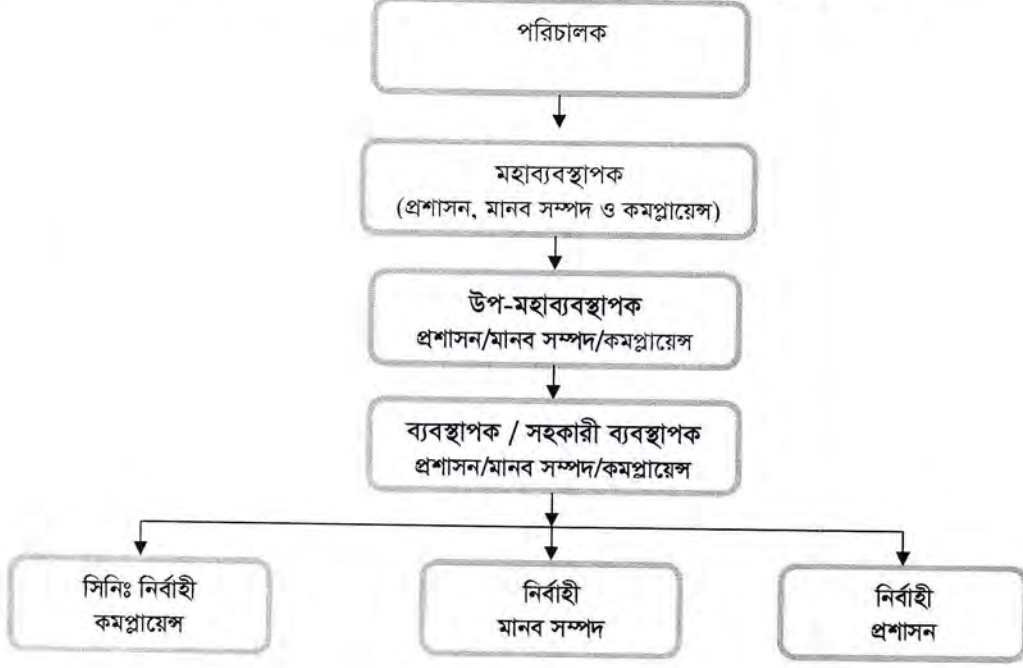 পরিচালক
মহাব্যবস্থাপক
(প্রশাসন, মানব সম্পদ ও কমপ্লায়েন্স)
উপ-মহাব্যবস্থাপক
প্রশাসন/মানব সম্পদ/কমপ্লায়েন্স
ব্যবস্থাপক / সহকারী ব্যবস্থাপক
প্রশাসন/মানব সম্পদ/কমপ্লায়েন্স
সিনিঃ নির্বাহী
কমপ্লায়েন্স
নির্বাহী
মানব সম্পদ
নির্বাহী
প্রশাসন